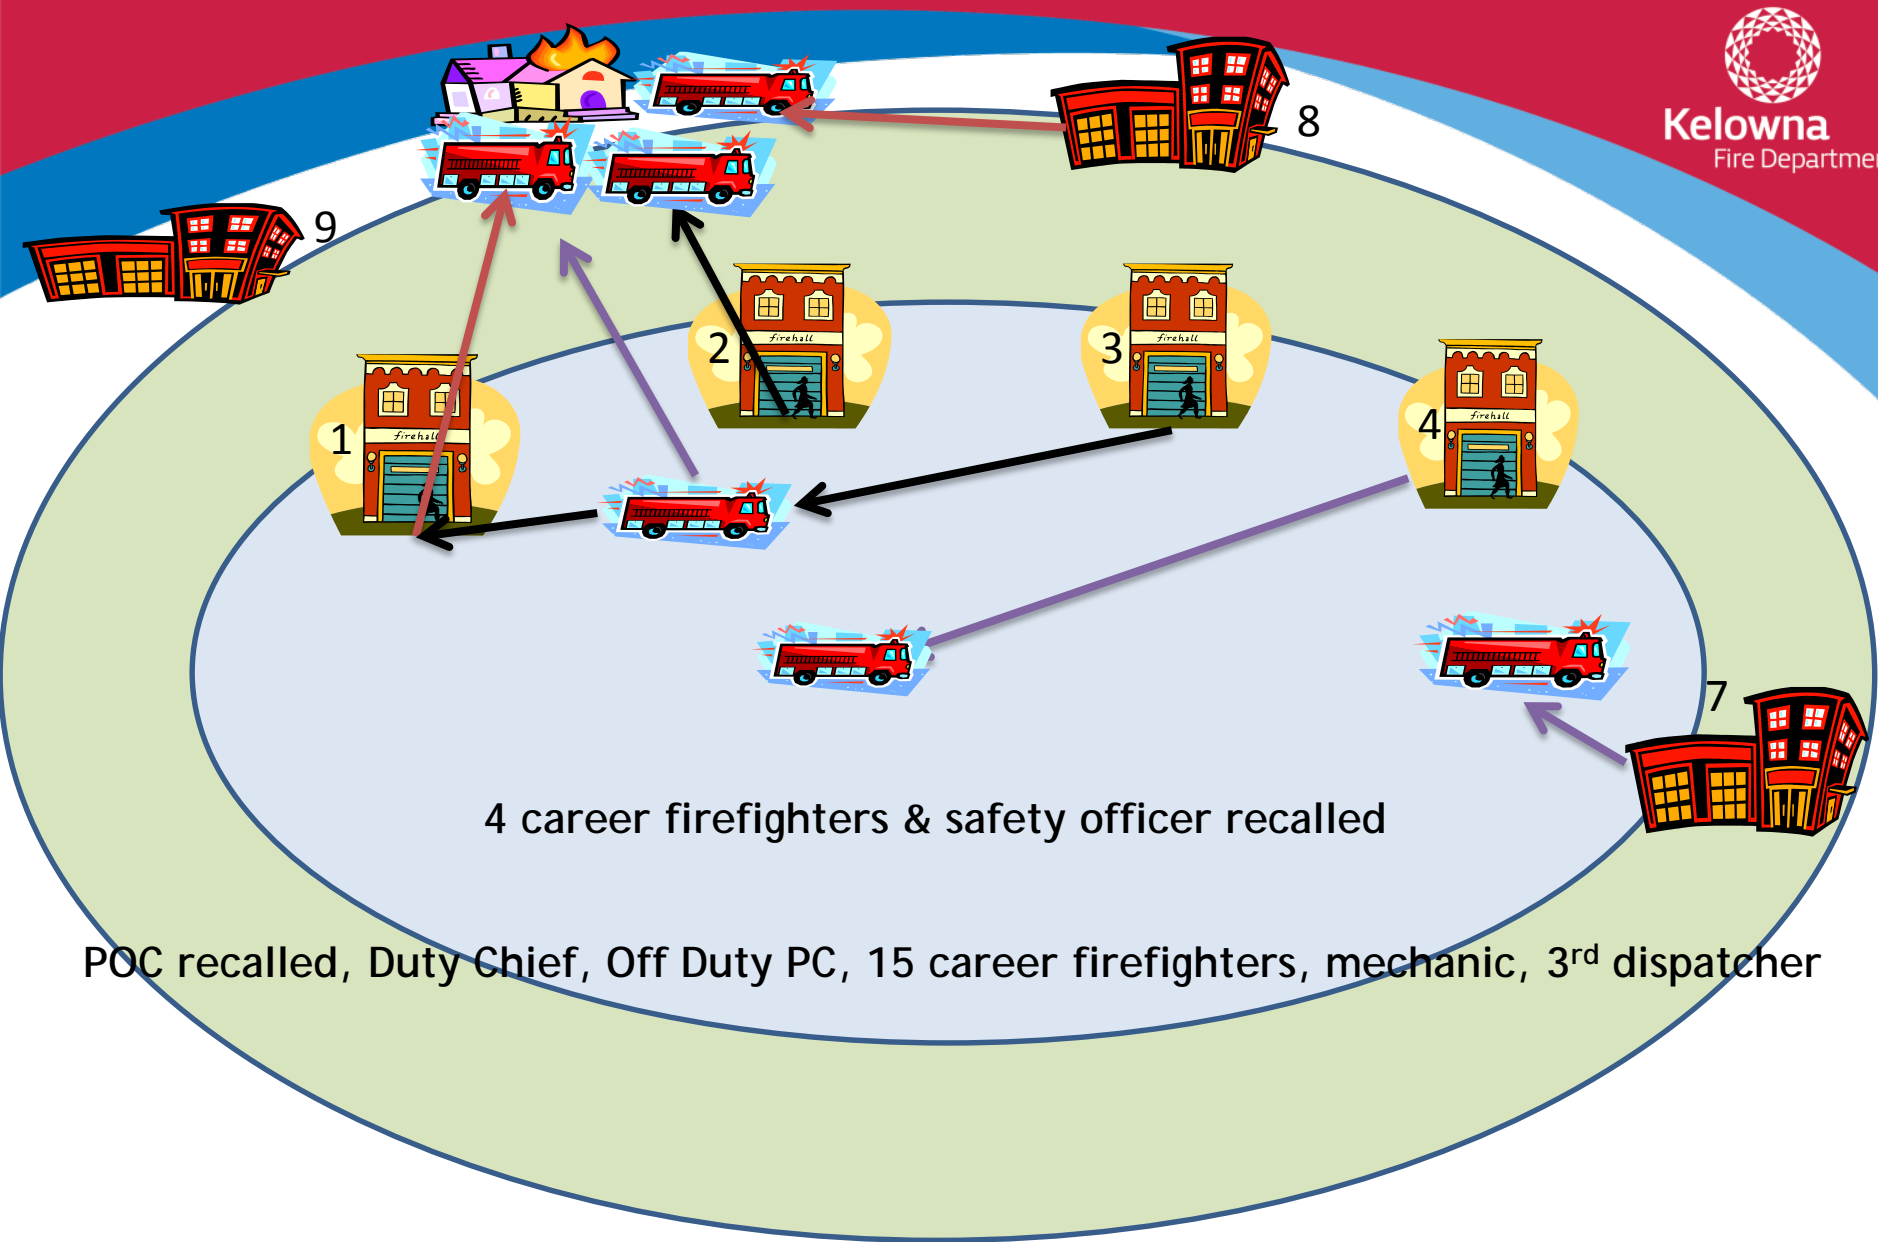 Kelowna
Fire Departmen
8
9
2
firehall
3
firehall
4
firehall
1
firehall
7
4 career firefighters & safety officer recalled
POC recalled, Duty Chief, Off Duty PC, 15 career firefighters, mechanic, 3rd dispatcher